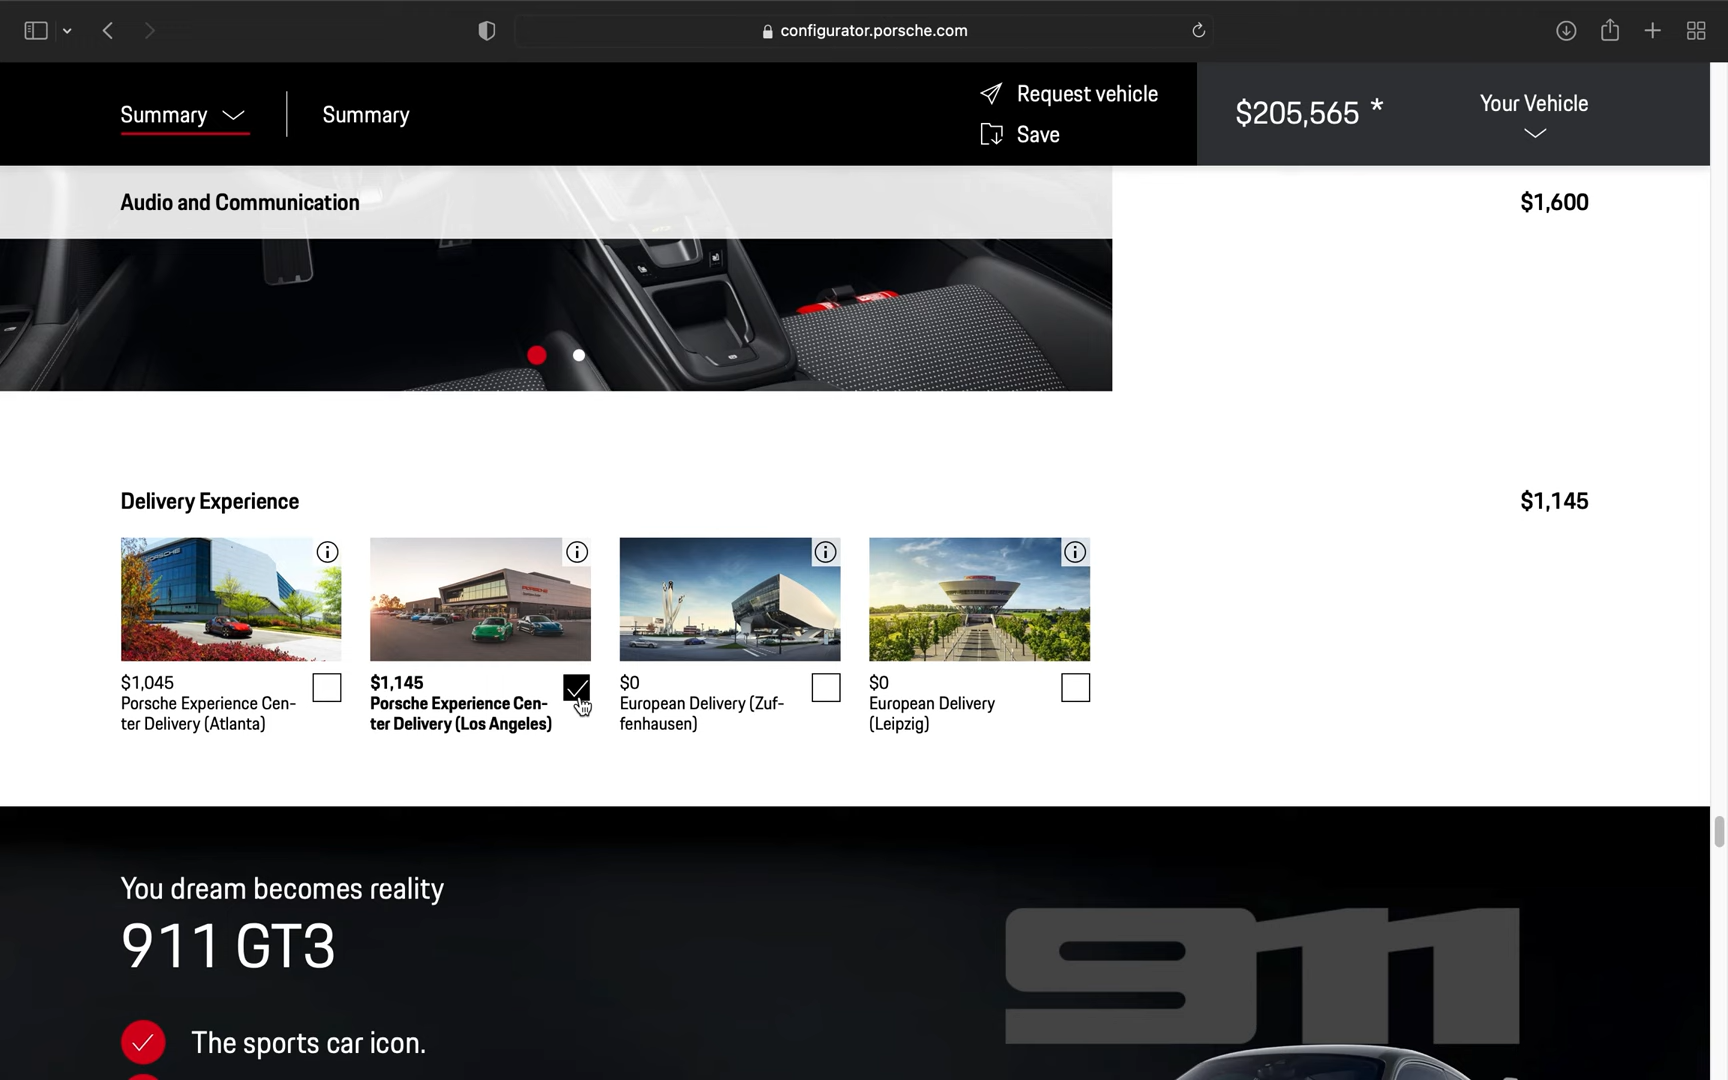 configurator.porsche.com
Summary
Summary
Request vehicle
Save
$205,565 *
Your Vehicle
Audio and Communication
$1,600
Delivery Experience
$1,145
$1,045
Porsche Experience Cen-
ter Delivery (Atlanta)
$1,145
Porsche Experience Cen-
ter Delivery (Los Angeles)
$0
European Delivery (Zuf-
fenhausen)
$0
European Delivery
(Leipzig)
You dream becomes reality
911 GT3
911
The sports car icon.